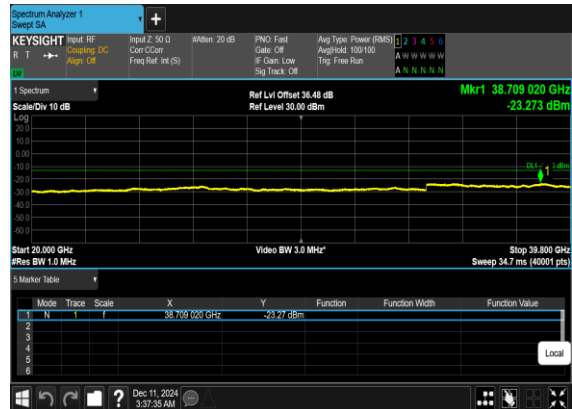 Spectrum Analyzer 1
Swept SA
KEYSIGHT Input: RF Input Z: 50 Ω #Atten: 20 dB PNO: Fast Avg Type: Power (RMS) 1 2 3 4 5 6
R T Coupling: DC Corr CCorr Gate: Off Avg|Hold: 100/100 A W W W W W
Align: Off Freq Ref: Int (S) IF Gain: Low Trig: Free Run A N N N N N
Sig Track: Off
1 Spectrum Ref Lvl Offset 36.48 dB Mkr1 38.709 020 GHz
Scale/Div 10 dB Ref Level 30.00 dBm -23.273 dBm
Log
20.0
10.0
0.00
-10.0
-20.0
-30.0
-40.0
-50.0
-60.0
1
Start 20.000 GHz Video BW 3.0 MHz* Stop 39.800 GHz
#Res BW 1.0 MHz Sweep 34.7 ms (40001 pts)
5 Marker Table
Mode Trace Scale X Y Function Function Width Function Value
1 N 1 f 38.709 020 GHz -23.27 dBm
2
3
4
5
6
Local
? Dec 11, 2024
3:37:35 AM